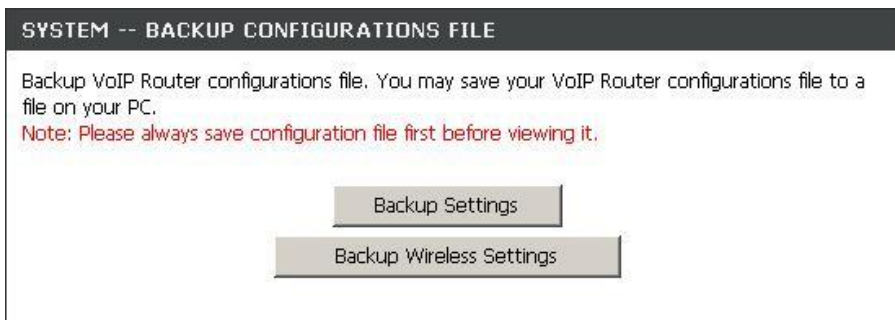 SYSTEM -- BACKUP CONFIGURATIONS FILE
Backup VoIP Router configurations file. You may save your VoIP Router configurations file to a
file on your PC.
Note: Please always save configuration file first before viewing it.
Backup Settings
Backup Wireless Settings